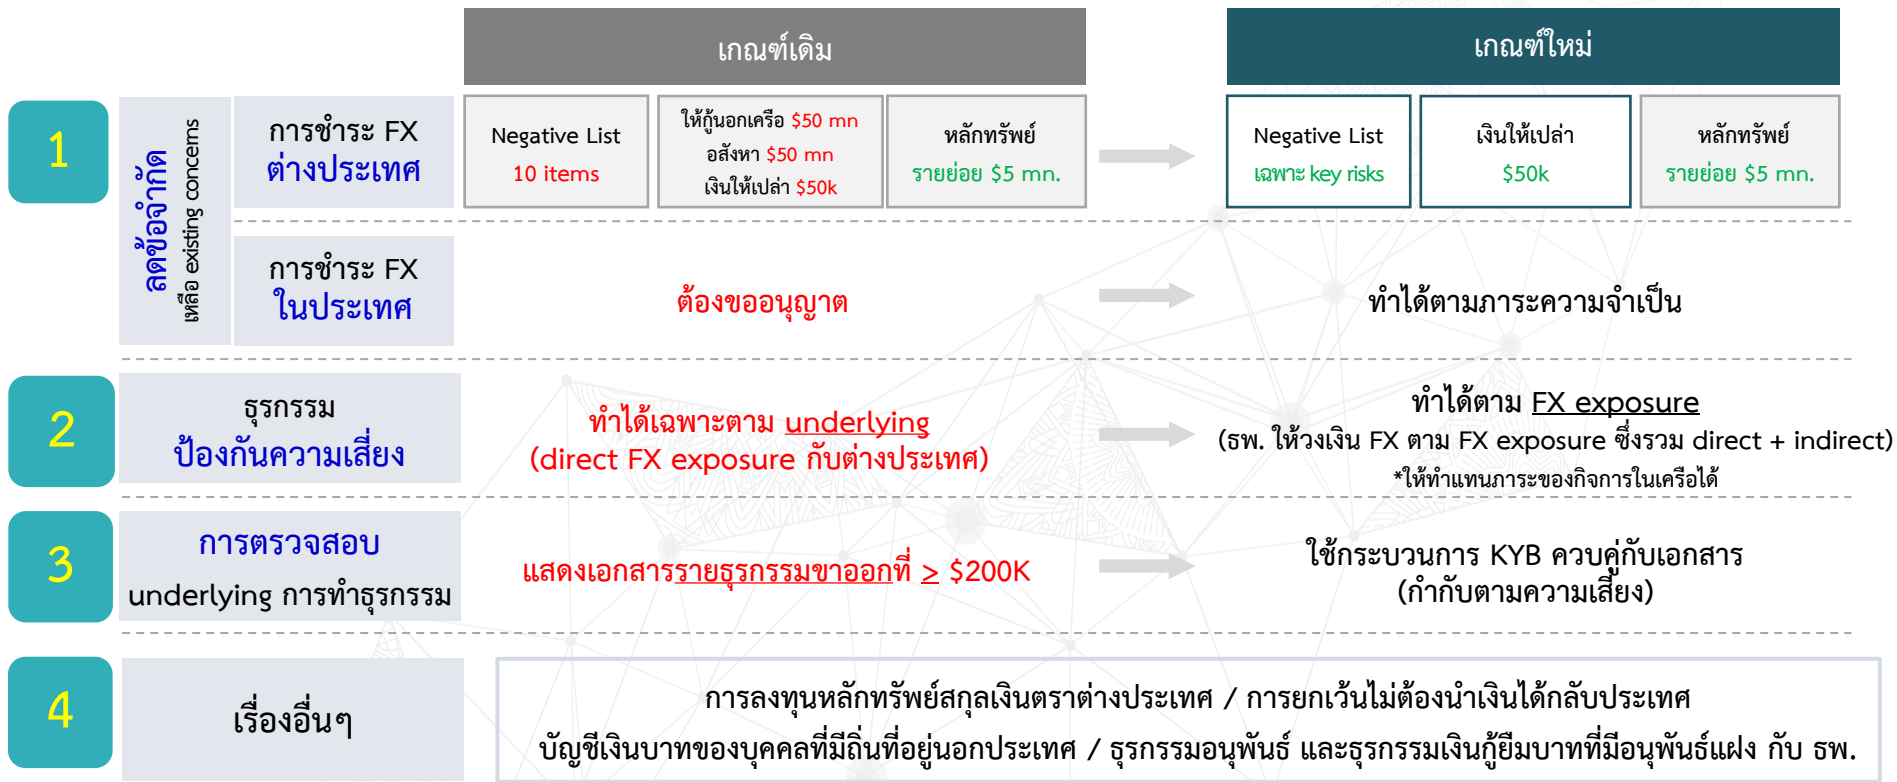 เกณฑ์เดิม
เกณฑ์ใหม่
1
ลดข้อจำกัด
เหลือ existing concerns
การชำระ FX
ต่างประเทศ
Negative List
10 items
ให้กู้นอกเครือ $50 mn
อสังหา $50 mn
เงินให้เปล่า $50k
หลักทรัพย์
รายย่อย $5 mn.
Negative List
เฉพาะ key risks
เงินให้เปล่า
$50k
หลักทรัพย์
รายย่อย $5 mn.
การชำระ FX
ในประเทศ
ต้องขออนุญาต
ทำได้ตามภาระความจำเป็น
2
ธุรกรรม
ป้องกันความเสี่ยง
ทำได้เฉพาะตาม underlying
(direct FX exposure กับต่างประเทศ)
ทำได้ตาม FX exposure
(ธพ. ให้วงเงิน FX ตาม FX exposure ซึ่งรวม direct + indirect)
*ให้ทำแทนภาระของกิจการในเครือได้
3
การตรวจสอบ
underlying การทำธุรกรรม
แสดงเอกสารรายธุรกรรมขาออกที่ ≥ $200K
ใช้กระบวนการ KYB ควบคู่กับเอกสาร
(กำกับตามความเสี่ยง)
4
เรื่องอื่นๆ
การลงทุนหลักทรัพย์สกุลเงินตราต่างประเทศ / การยกเว้นไม่ต้องนำเงินได้กลับประเทศ
บัญชีเงินบาทของบุคคลที่มีถิ่นที่อยู่นอกประเทศ / ธุรกรรมอนุพันธ์ และธุรกรรมเงินกู้ยืมบาทที่มีอนุพันธ์แฝง กับ ธพ.